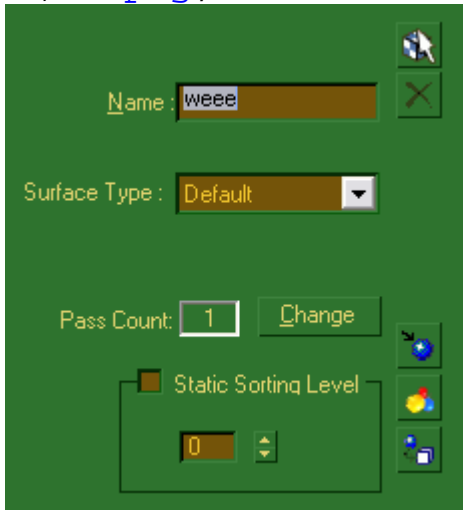 Name : weee
Surface Type : Default
Pass Count: 1 Change
Static Sorting Level
0